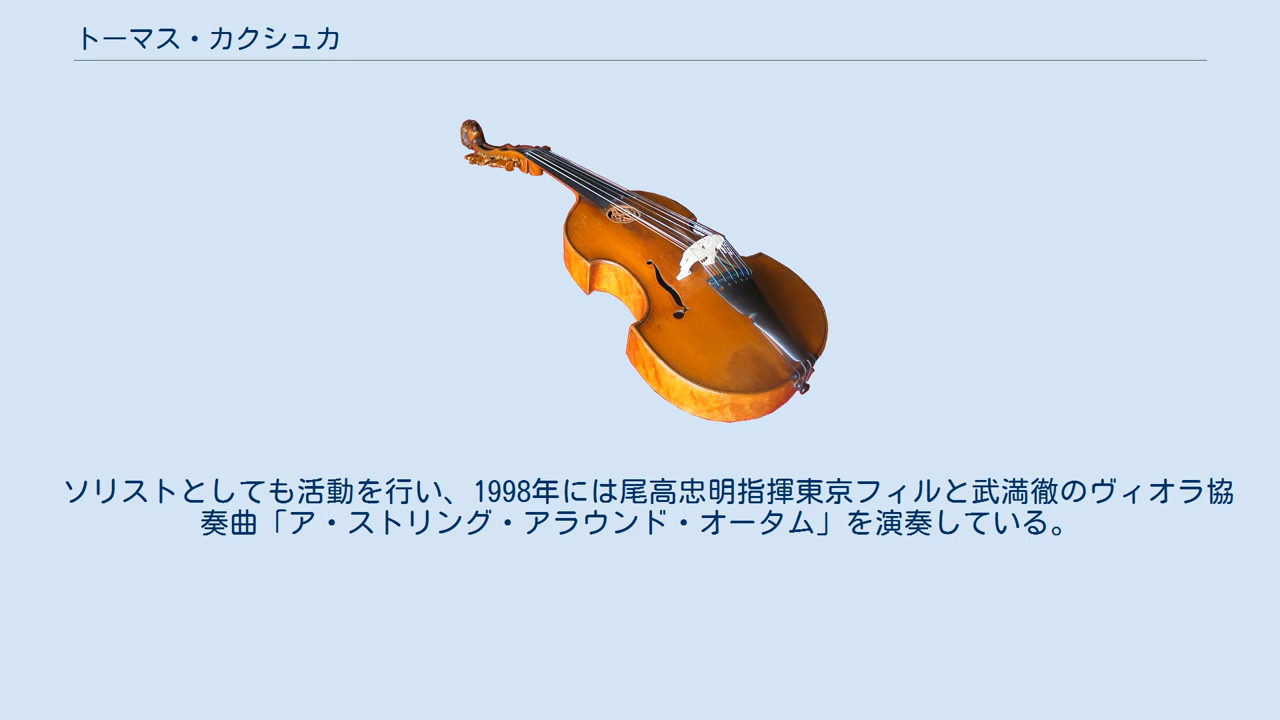 トーマス・カクシュカ
ソリストとしても活動を行い、1998年には尾高忠明指揮東京フィルと武満徹のヴィオラ協
奏曲「ア・ストリング・アラウンド・オータム」を演奏している。